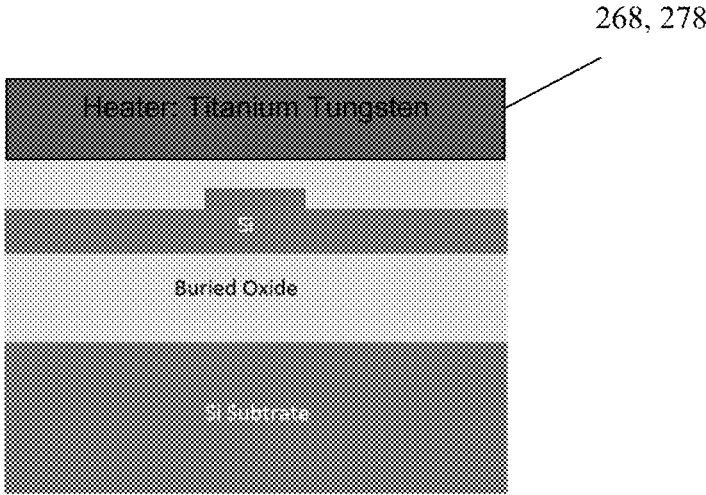 268, 278
Heater: Titanium Tungsten
Si
Buried Oxide
Si Subtrate